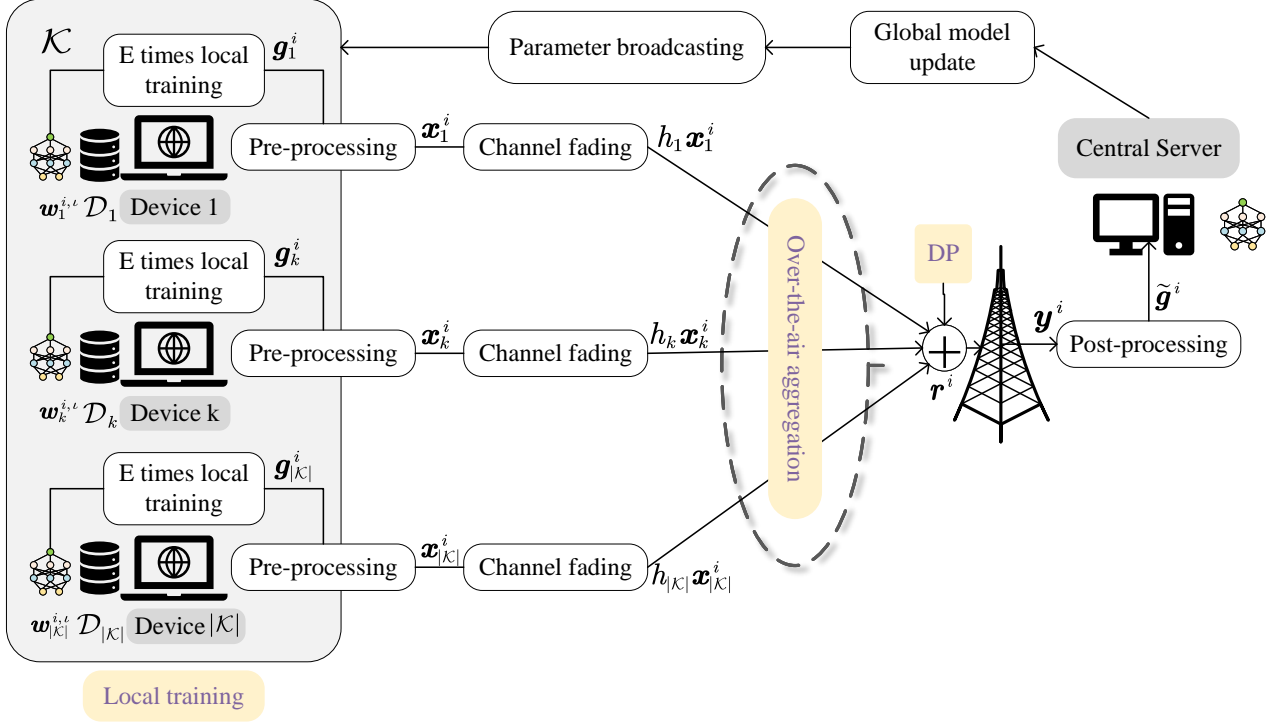 𝒦
E times local
training
𝒈₁ⁱ
Parameter broadcasting
Global model
update
Pre-processing
𝒙₁ⁱ
Channel fading
h₁𝒙₁ⁱ
Central Server
𝒘₁^{i,ι} 𝒟₁ Device 1
Over-the-air aggregation
DP
E times local
training
𝒈ₖⁱ
Pre-processing
𝒙ₖⁱ
Channel fading
hₖ𝒙ₖⁱ
+
𝒓ⁱ
𝒚ⁱ
Post-processing
g̃ⁱ
𝒘ₖ^{i,ι} 𝒟ₖ Device k
E times local
training
𝒈_{|𝒦|}^i
Pre-processing
𝒙_{|𝒦|}^i
Channel fading
h_{|𝒦|}𝒙_{|𝒦|}^i
𝒘_{|𝒦|}^{i,ι} 𝒟_{|𝒦|} Device |𝒦|
Local training